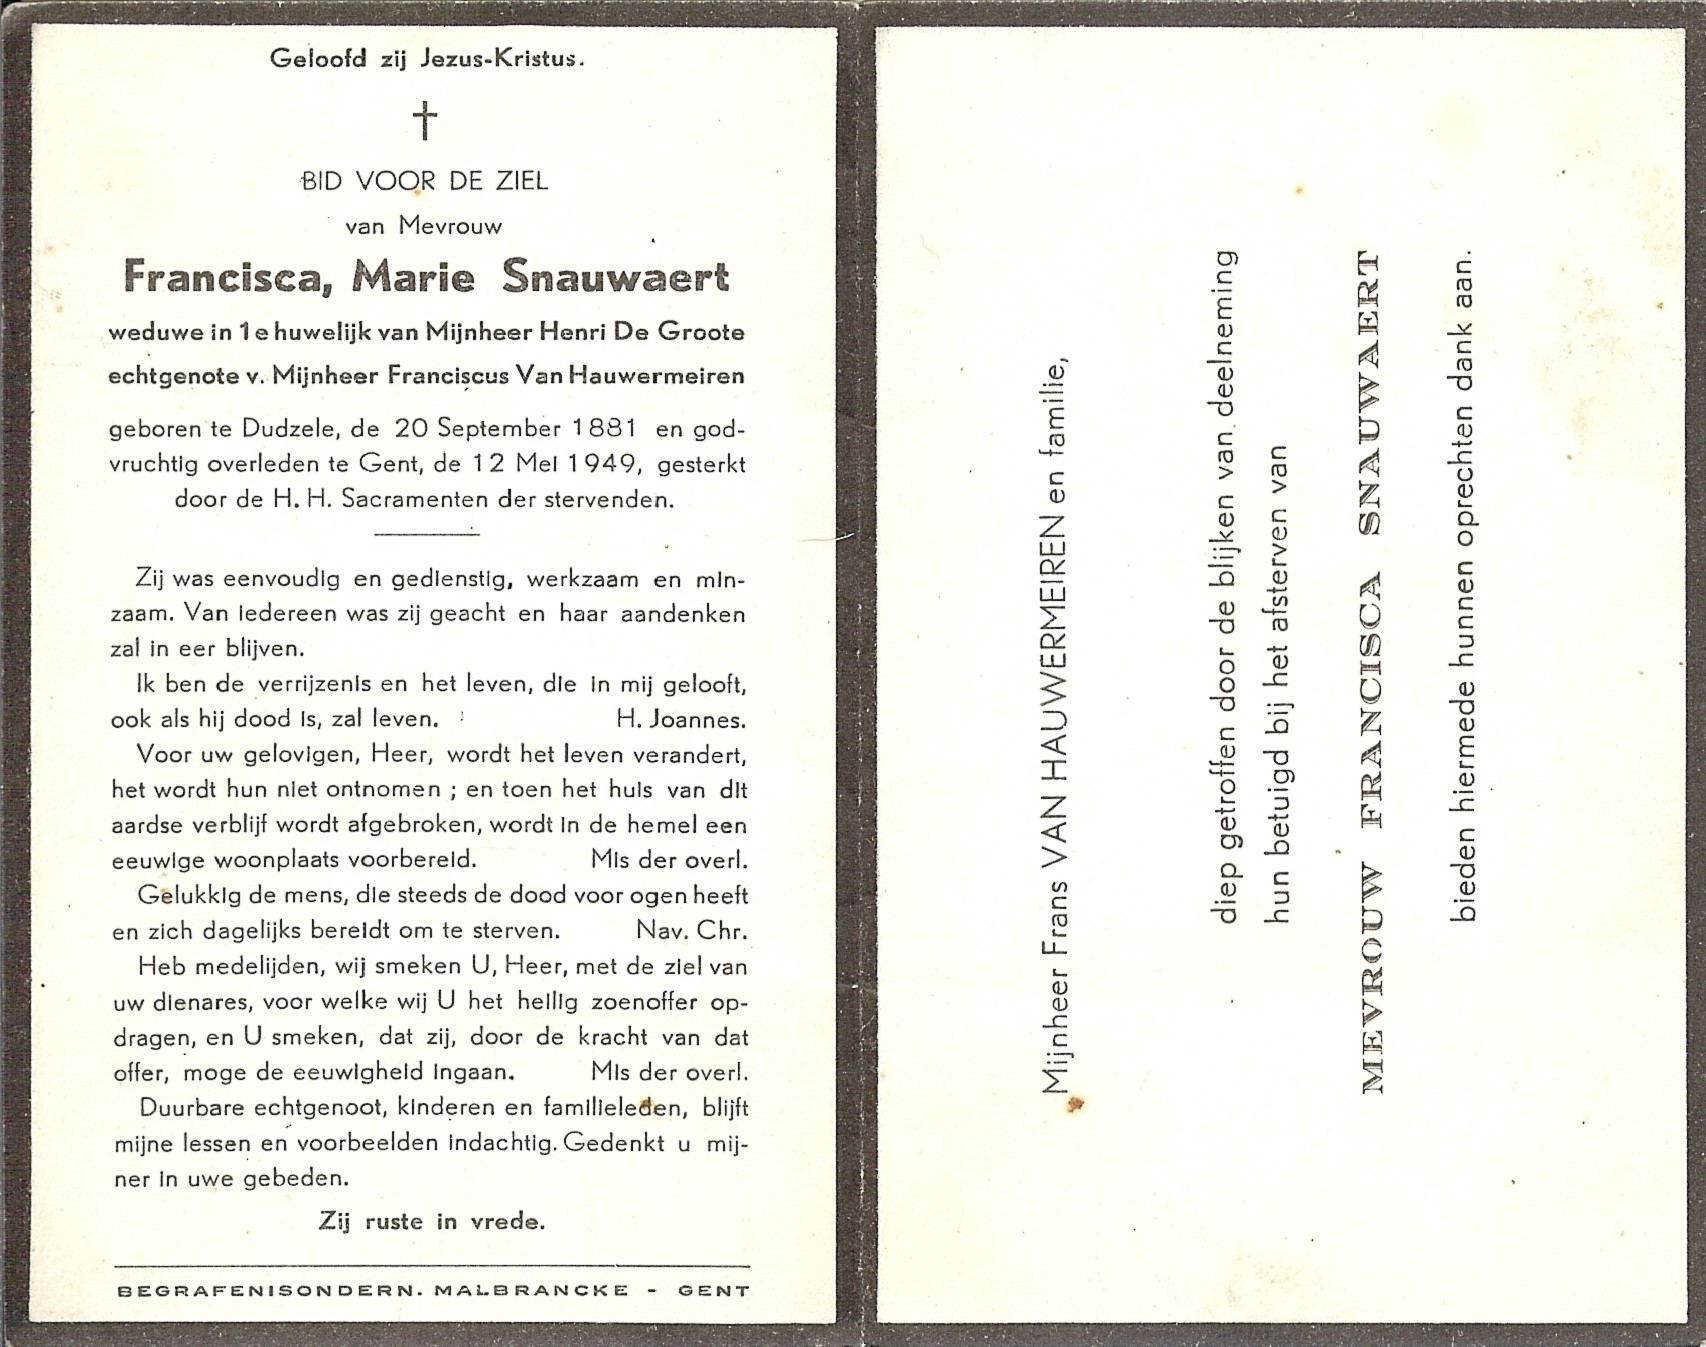 Geloofd zij Jezus-Kristus.
BID VOOR DE ZIEL
van Mevrouw
Francisca, Marie Snauwaert
weduwe in 1e huwelijk van Mijnheer Henri De Groote
echtgenote v. Mijnheer Franciscus Van Hauwermeiren
geboren te Dudzele, de 20 September 1881 en god-
vruchtig overleden te Gent, de 12 Mei 1949, gesterkt
door de H. H. Sacramenten der stervenden.
Zij was eenvoudig en gedienstig, werkzaam en min-
zaam. Van iedereen was zij geacht en haar aandenken
zal in eer blijven.
Ik ben de verrijzenis en het leven, die in mij gelooft,
ook als hij dood is, zal leven. H. Joannes.
Voor uw gelovigen, Heer, wordt het leven verandert,
het wordt hun niet ontnomen ; en toen het huis van dit
aardse verblijf wordt afgebroken, wordt in de hemel een
eeuwige woonplaats voorbereid. Mis der overl.
Gelukkig de mens, die steeds de dood voor ogen heeft
en zich dagelijks bereidt om te sterven. Nav. Chr.
Heb medelijden, wij smeken U, Heer, met de ziel van
uw dienares, voor welke wij U het heilig zoenoffer op-
dragen, en U smeken, dat zij, door de kracht van dat
offer, moge de eeuwigheid ingaan. Mis der overl.
Duurbare echtgenoot, kinderen en familieleden, blijft
mijne lessen en voorbeelden indachtig. Gedenkt u mij-
ner in uwe gebeden.
Zij ruste in vrede.
BEGRAFENISONDERN. MALBRANCKE - GENT
Mijnheer Frans VAN HAUWERMEIREN en familie,
diep getroffen door de blijken van deelneming
hun betuigd bij het afsterven van
MEVROUW FRANCISCA SNAUWAERT
bieden hiermede hunnen oprechten dank aan.